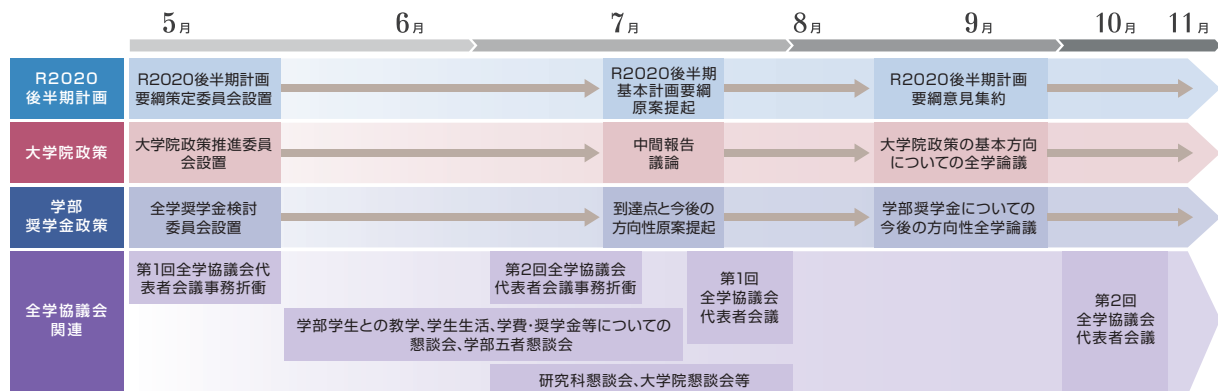 5月 6月 7月 8月 9月 10月 11月
R2020
後半期計画
R2020後半期計画
要綱策定委員会設置
R2020後半期
基本計画要綱
原案提起
R2020後半期計画
要綱意見集約
大学院政策
大学院政策推進委員
会設置
中間報告
議論
大学院政策の基本方向
についての全学論議
学部
奨学金政策
全学奨学金検討
委員会設置
到達点と今後の
方向性原案提起
学部奨学金についての
今後の方向性全学論議
全学協議会
関連
第1回全学協議会代
表者会議事務折衝
第2回全学協議会
代表者会議事務折衝
第1回
全学協議会
代表者会議
第2回
全学協議会
代表者会議
学部学生との教学、学生生活、学費・奨学金等についての
懇談会、学部五者懇談会
研究科懇談会、大学院懇談会等